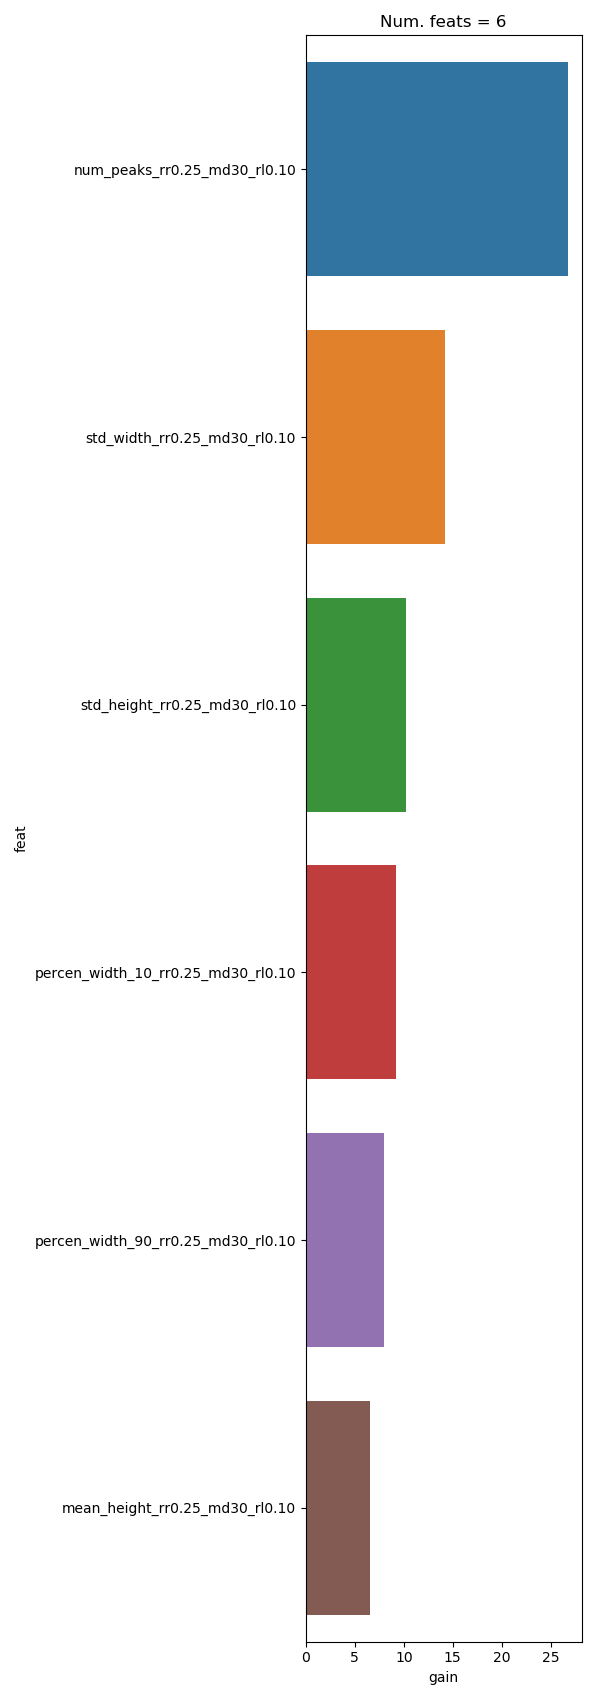 Num. feats = 6
num_peaks_rr0.25_md30_rl0.10
std_width_rr0.25_md30_rl0.10
std_height_rr0.25_md30_rl0.10
feat
percen_width_10_rr0.25_md30_rl0.10
percen_width_90_rr0.25_md30_rl0.10
mean_height_rr0.25_md30_rl0.10
0 5 10 15 20 25
gain